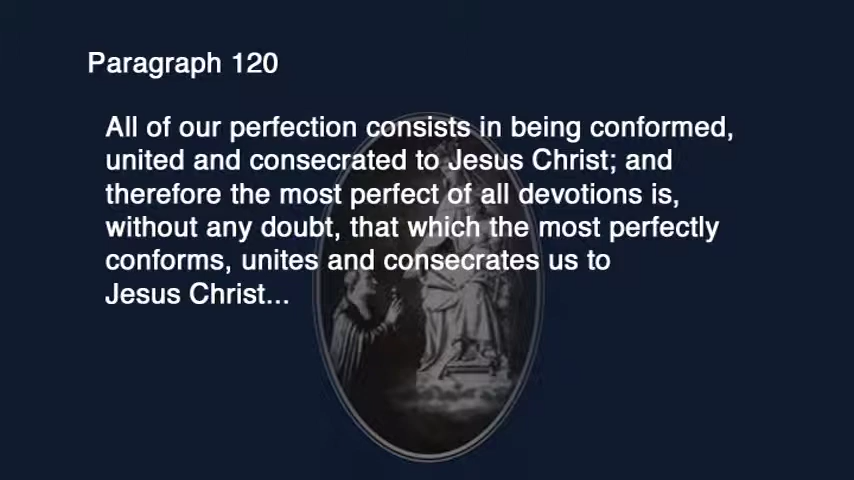 Paragraph 120
All of our perfection consists in being conformed,
united and consecrated to Jesus Christ; and
therefore the most perfect of all devotions is,
without any doubt, that which the most perfectly
conforms, unites and consecrates us to
Jesus Christ...